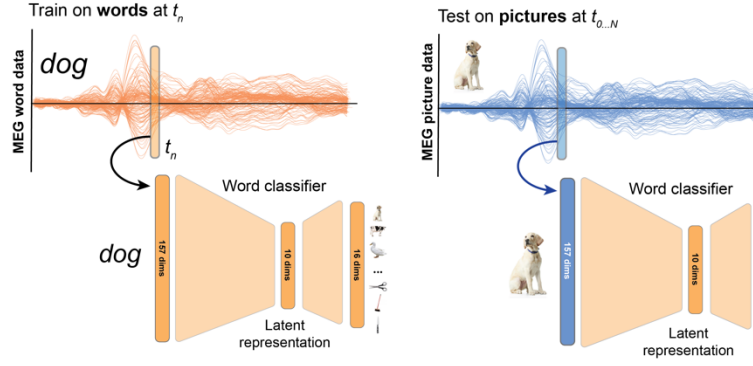 Train on words at tn
MEG word data
dog
tn
Word classifier
dog
157 dims
10 dims
16 dims
...
Latent
representation
Test on pictures at t0...N
MEG picture data
Word classifier
157 dims
10 dims
Latent
representation